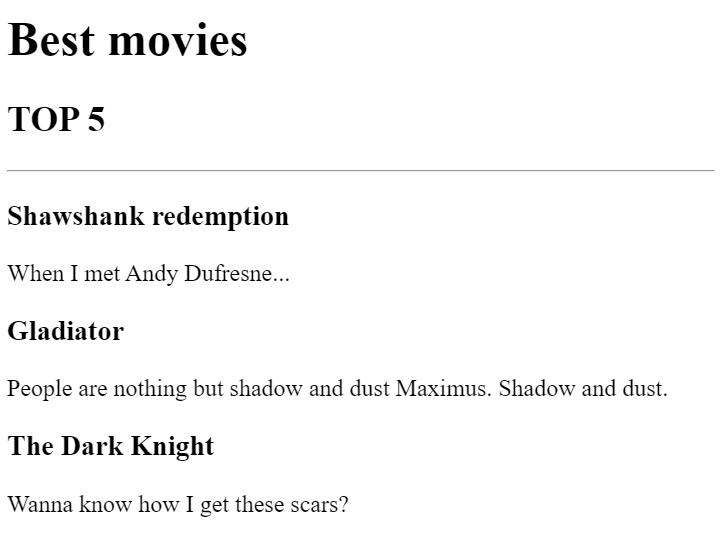 Best movies
TOP 5
Shawshank redemption
When I met Andy Dufresne...
Gladiator
People are nothing but shadow and dust Maximus. Shadow and dust.
The Dark Knight
Wanna know how I get these scars?